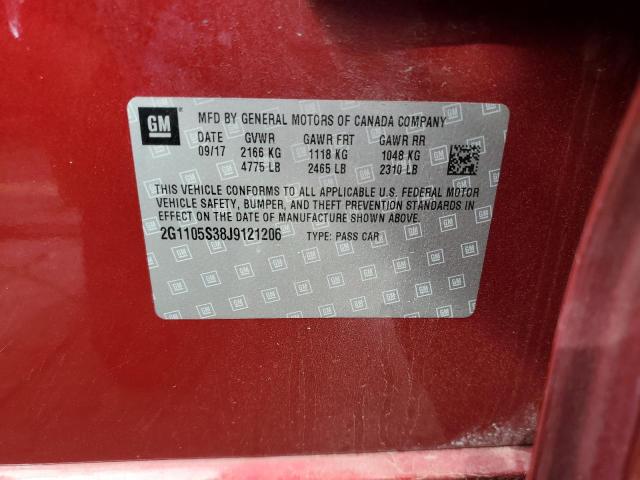 GM
MFD BY GENERAL MOTORS OF CANADA COMPANY
DATE GVWR GAWR FRT GAWR RR
09/17 2166 KG 1118 KG 1048 KG
4775 LB 2465 LB 2310 LB
THIS VEHICLE CONFORMS TO ALL APPLICABLE U.S. FEDERAL MOTOR
VEHICLE SAFETY, BUMPER, AND THEFT PREVENTION STANDARDS IN
EFFECT ON THE DATE OF MANUFACTURE SHOWN ABOVE.
2G1105S38J9121206 TYPE: PASS CAR